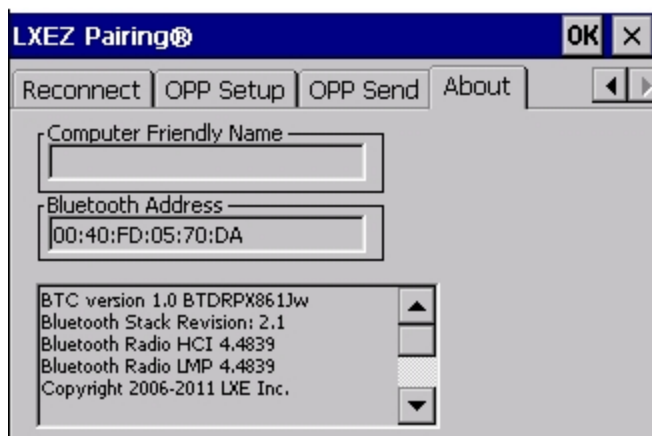 LXEZ Pairing®
OK ×
Reconnect OPP Setup OPP Send About
Computer Friendly Name
Bluetooth Address
00:40:FD:05:70:DA
BTC version 1.0 BTDRPX861Jw
Bluetooth Stack Revision: 2.1
Bluetooth Radio HCI 4.4839
Bluetooth Radio LMP 4.4839
Copyright 2006-2011 LXE Inc.